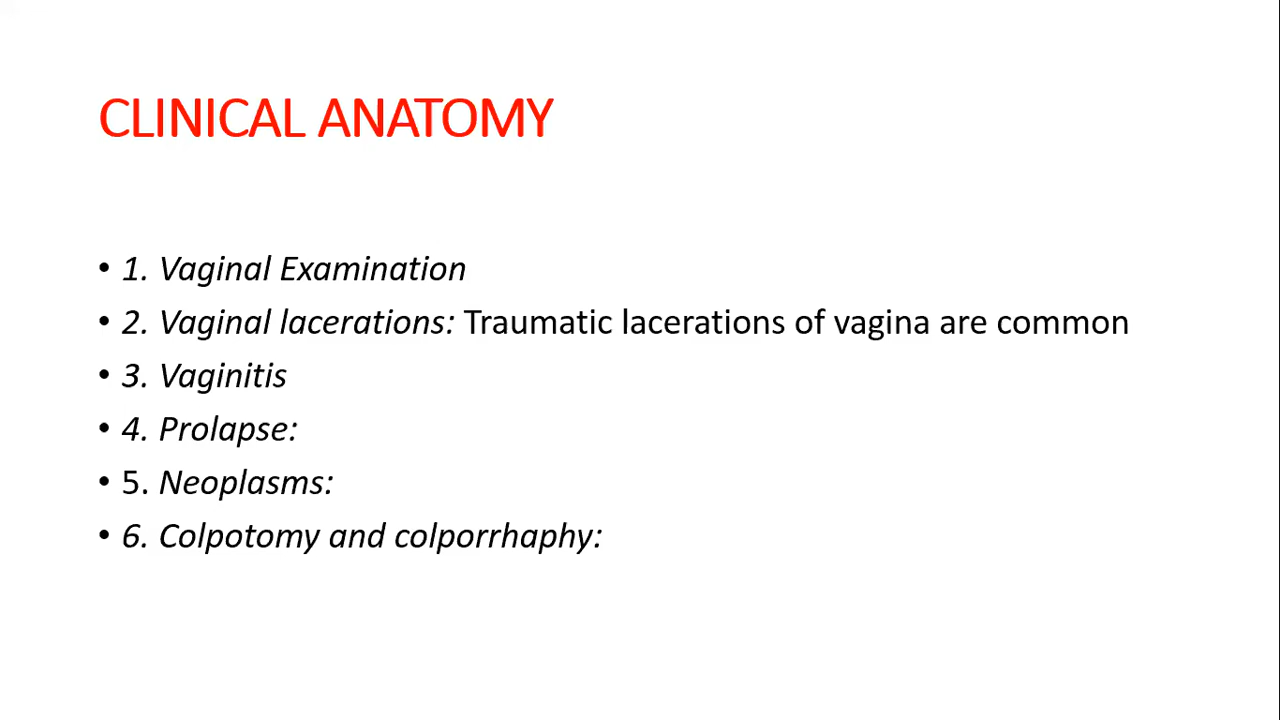 CLINICAL ANATOMY
• 1. Vaginal Examination
• 2. Vaginal lacerations: Traumatic lacerations of vagina are common
• 3. Vaginitis
• 4. Prolapse:
• 5. Neoplasms:
• 6. Colpotomy and colporrhaphy: